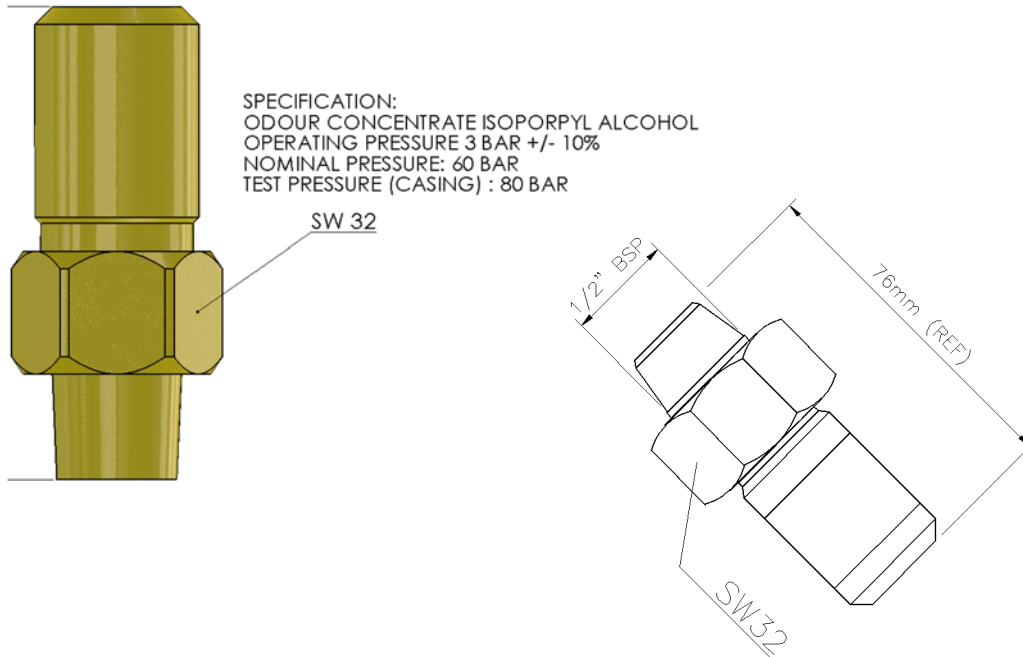 SPECIFICATION:
ODOUR CONCENTRATE ISOPORPYL ALCOHOL
OPERATING PRESSURE 3 BAR +/- 10%
NOMINAL PRESSURE: 60 BAR
TEST PRESSURE (CASING) : 80 BAR
SW 32
1/2" BSP
76mm (REF)
SW32